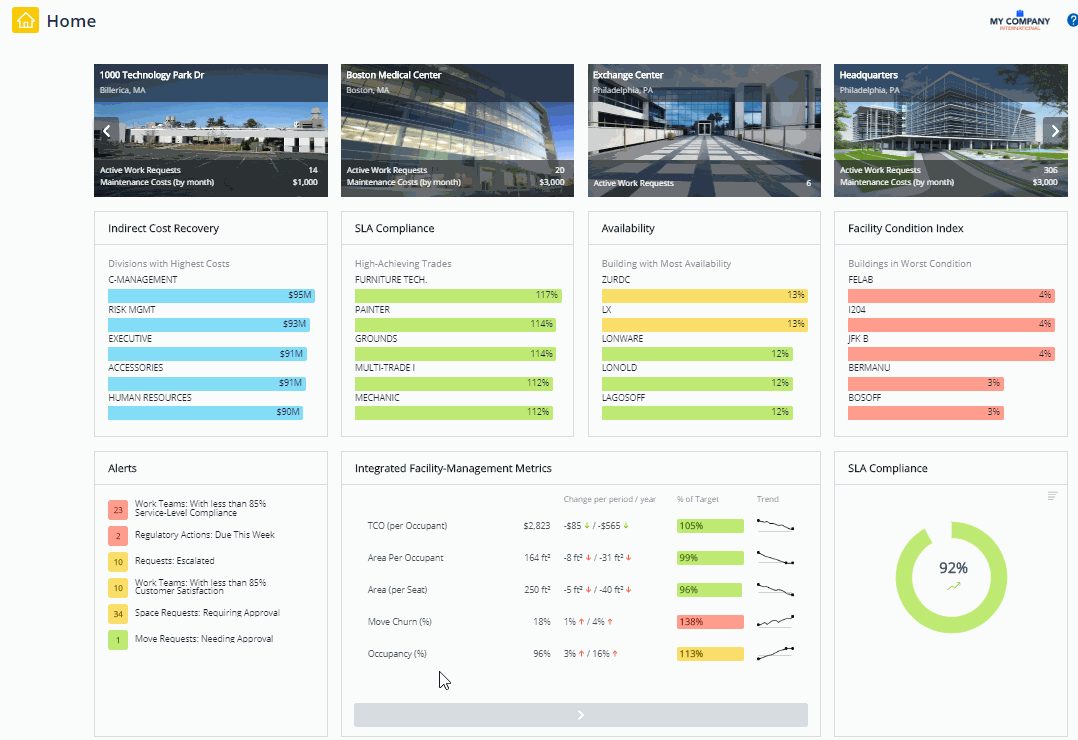 Home
MY COMPANY
INTERNATIONAL
?
1000 Technology Park Dr
Billerica, MA
Active Work Requests 14
Maintenance Costs (by month) $1,000
Boston Medical Center
Boston, MA
Active Work Requests 20
Maintenance Costs (by month) $3,000
Exchange Center
Philadelphia, PA
Active Work Requests 6
Headquarters
Philadelphia, PA
Active Work Requests 306
Maintenance Costs (by month) $3,000
Indirect Cost Recovery
Divisions with Highest Costs
C-MANAGEMENT
$95M
RISK MGMT
$93M
EXECUTIVE
$91M
ACCESSORIES
$91M
HUMAN RESOURCES
$90M
SLA Compliance
High-Achieving Trades
FURNITURE TECH.
117%
PAINTER
114%
GROUNDS
114%
MULTI-TRADE I
112%
MECHANIC
112%
Availability
Building with Most Availability
ZURDC
13%
LX
13%
LONWARE
12%
LONOLD
12%
LAGOSOFF
12%
Facility Condition Index
Buildings in Worst Condition
FELAB
4%
I204
4%
JFK B
4%
BERMANU
3%
BOSOFF
3%
Alerts
23 Work Teams: With less than 85%
Service-Level Compliance
2 Regulatory Actions: Due This Week
10 Requests: Escalated
10 Work Teams: With less than 85%
Customer Satisfaction
34 Space Requests: Requiring Approval
1 Move Requests: Needing Approval
Integrated Facility-Management Metrics
Change per period / year % of Target Trend
TCO (per Occupant) $2,823 -$85 ↓ / -$565 ↓ 105%
Area Per Occupant 164 ft² -8 ft² ↓ / -31 ft² ↓ 99%
Area (per Seat) 250 ft² -5 ft² ↓ / -40 ft² ↓ 96%
Move Churn (%) 18% 1% ↑ / 4% ↑ 138%
Occupancy (%) 96% 3% ↑ / 16% ↑ 113%
SLA Compliance
92%